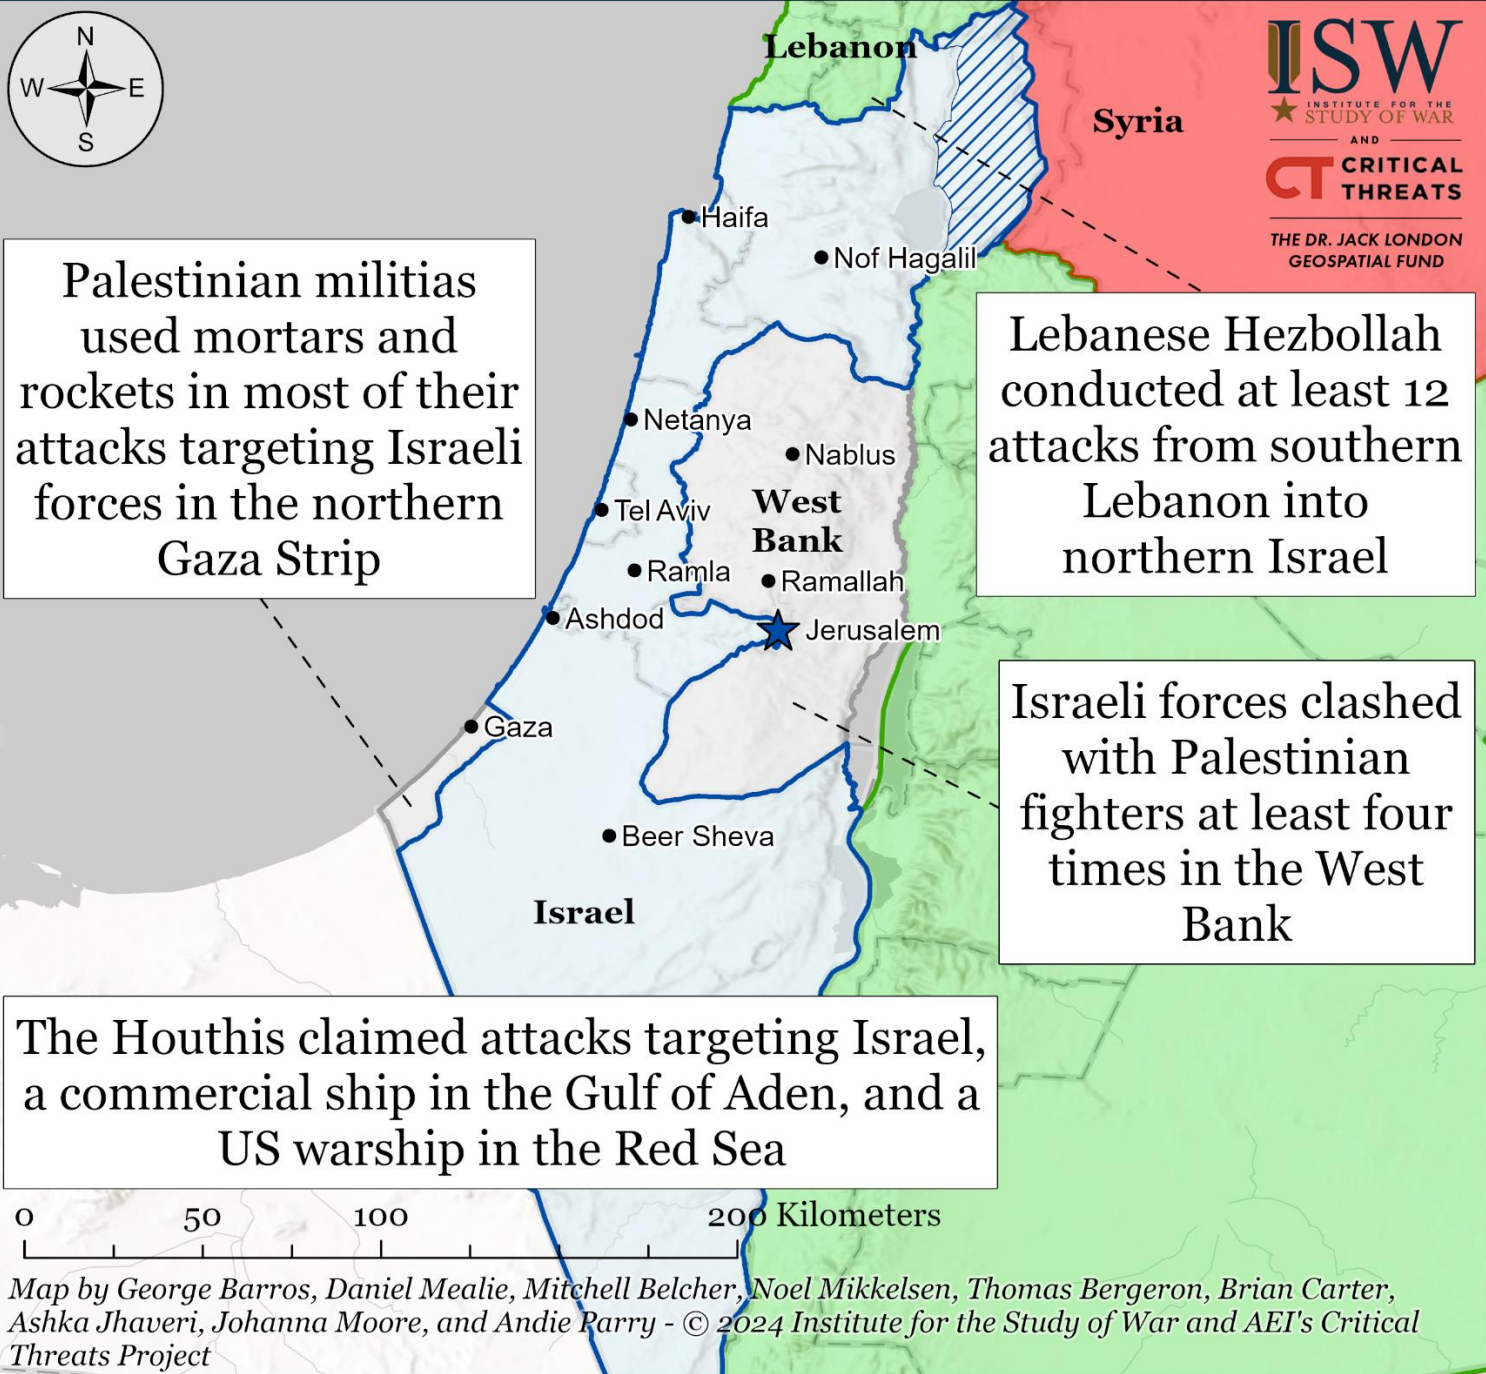 N
W
E
S
Lebanon
Syria
ISW
INSTITUTE FOR THE
STUDY OF WAR
AND
CT CRITICAL
THREATS
THE DR. JACK LONDON
GEOSPATIAL FUND
Haifa
Nof Hagalil
Palestinian militias
used mortars and
rockets in most of their
attacks targeting Israeli
forces in the northern
Gaza Strip
Lebanese Hezbollah
conducted at least 12
attacks from southern
Lebanon into
northern Israel
Netanya
Nablus
West
Bank
Tel Aviv
Ramla
Ramallah
Ashdod
Jerusalem
Gaza
Israeli forces clashed
with Palestinian
fighters at least four
times in the West
Bank
Beer Sheva
Israel
The Houthis claimed attacks targeting Israel,
a commercial ship in the Gulf of Aden, and a
US warship in the Red Sea
0 50 100 200 Kilometers
Map by George Barros, Daniel Mealie, Mitchell Belcher, Noel Mikkelsen, Thomas Bergeron, Brian Carter,
Ashka Jhaveri, Johanna Moore, and Andie Parry - © 2024 Institute for the Study of War and AEI's Critical
Threats Project